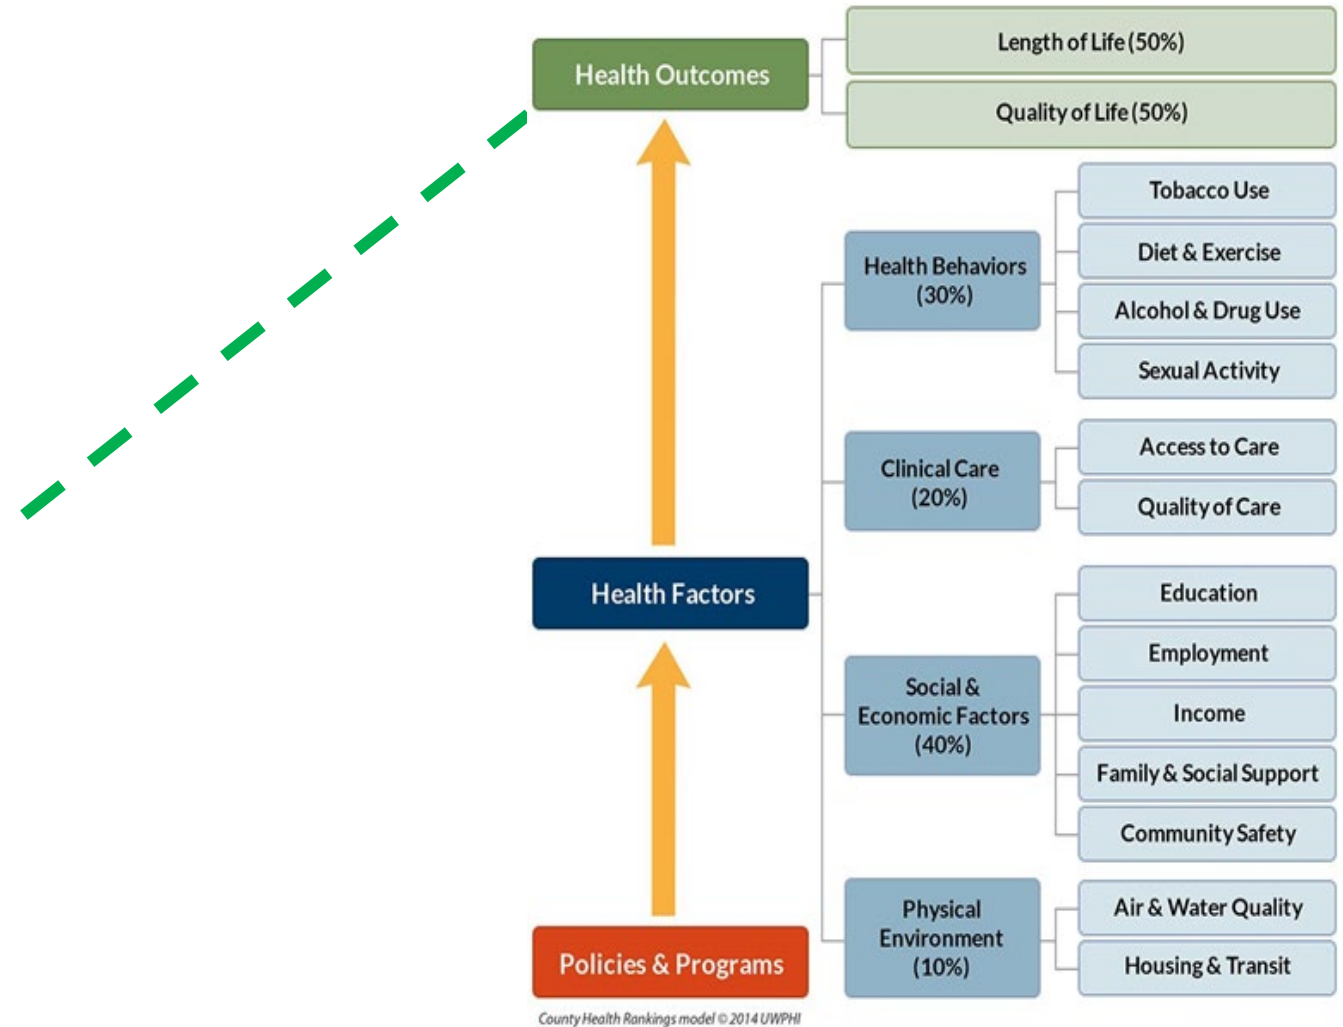 Health Outcomes
Length of Life (50%)
Quality of Life (50%)
Health Factors
Health Behaviors
(30%)
Tobacco Use
Diet & Exercise
Alcohol & Drug Use
Sexual Activity
Clinical Care
(20%)
Access to Care
Quality of Care
Social &
Economic Factors
(40%)
Education
Employment
Income
Family & Social Support
Community Safety
Physical
Environment
(10%)
Air & Water Quality
Housing & Transit
Policies & Programs
County Health Rankings model © 2014 UWPHI